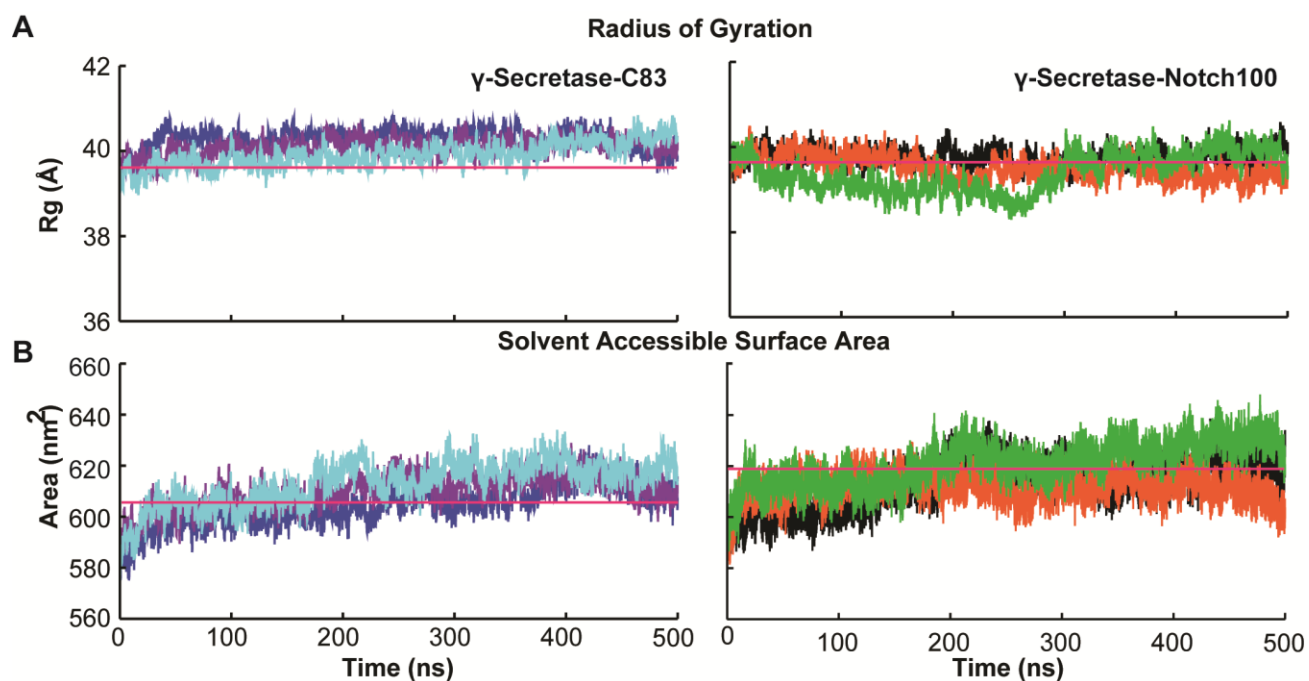 A
Radius of Gyration
γ-Secretase-C83
γ-Secretase-Notch100
Rg (Å)
42
40
38
36
B
Solvent Accessible Surface Area
Area (nm²)
660
640
620
600
580
560
0 100 200 300 400 500
0 100 200 300 400 500
Time (ns)
Time (ns)